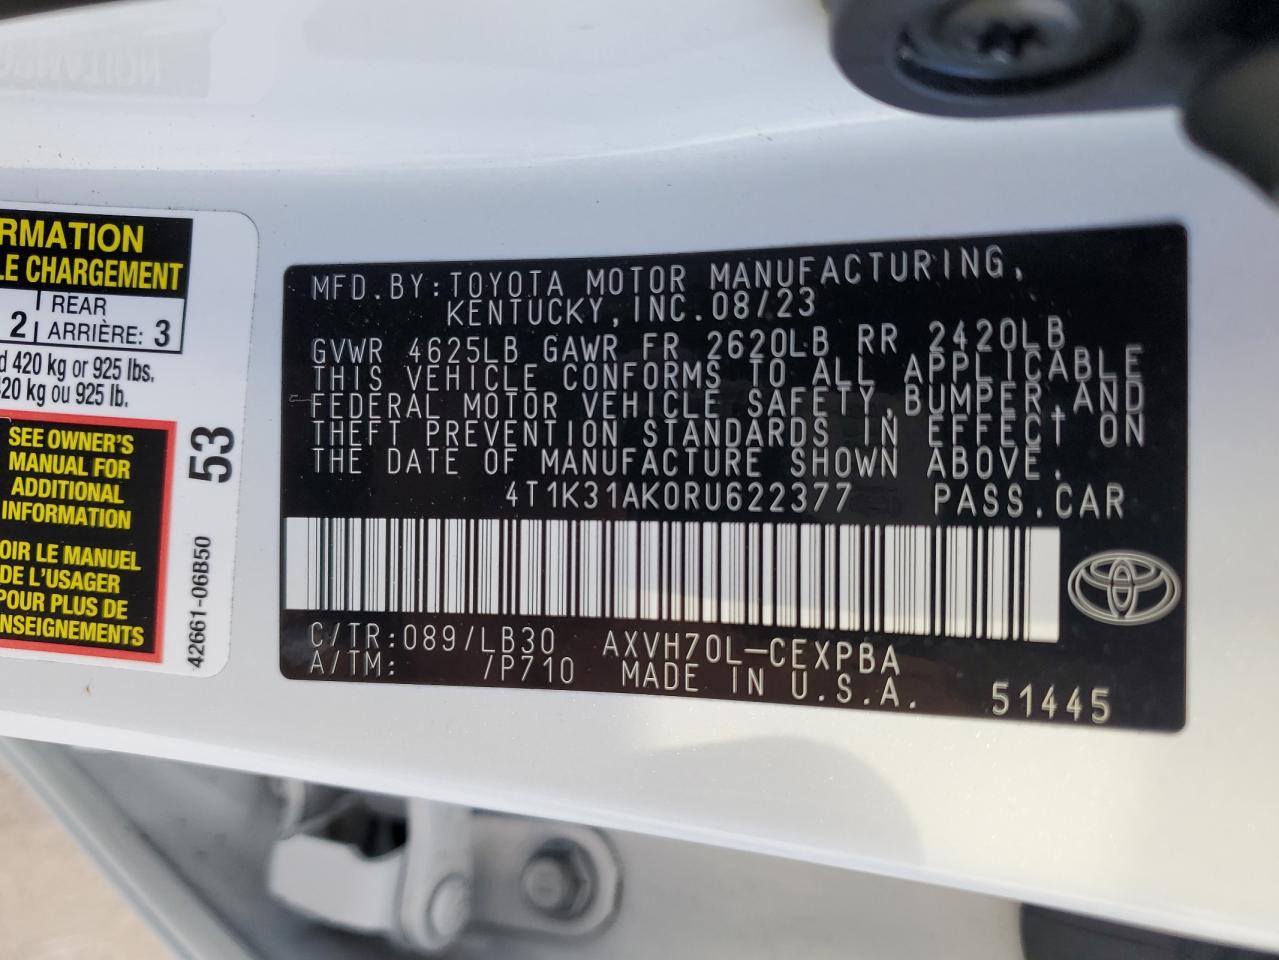 RMATION
LE CHARGEMENT
2 REAR
ARRIÈRE: 3
d 420 kg or 925 lbs.
20 kg ou 925 lb.
SEE OWNER'S
MANUAL FOR
ADDITIONAL
INFORMATION
OIR LE MANUEL
DE L'USAGER
POUR PLUS DE
NSEIGNEMENTS
53
42661-06B50
MFD.BY:TOYOTA MOTOR MANUFACTURING,
KENTUCKY,INC.08/23
GVWR 4625LB GAWR FR 2620LB RR 2420LB
THIS VEHICLE CONFORMS TO ALL APPLICABLE
FEDERAL MOTOR VEHICLE SAFETY,BUMPER,AND
THEFT PREVENTION STANDARDS IN EFFECT ON
THE DATE OF MANUFACTURE SHOWN ABOVE.
4T1K31AK0RU622377 PASS.CAR
C/TR:089/LB30 AXVH70L-CEXPBA
A/TM: /P710 MADE IN U.S.A. 51445